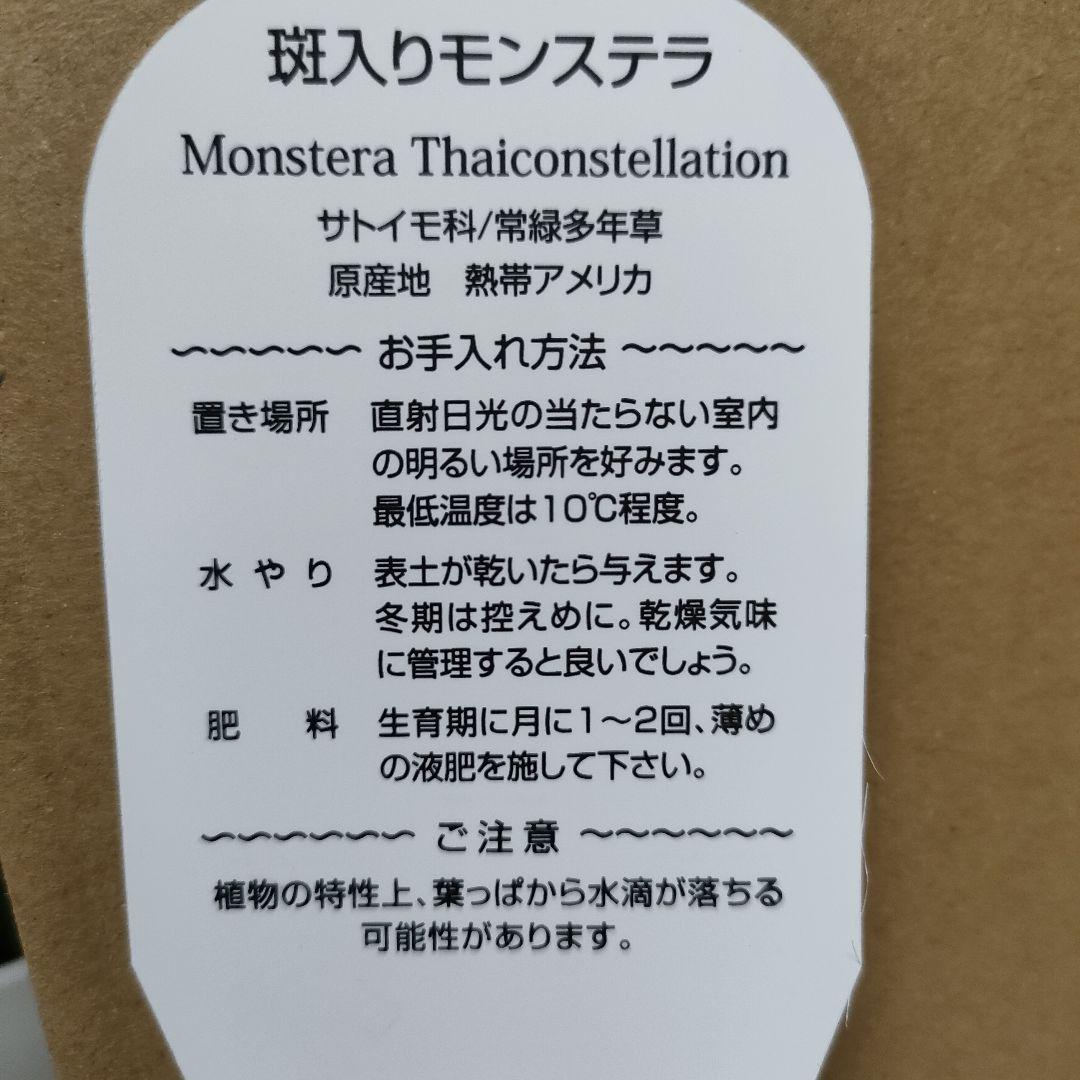 斑入りモンステラ
Monstera Thaiconstellation
サトイモ科/常緑多年草
原産地　熱帯アメリカ
〜〜〜〜〜 お手入れ方法 〜〜〜〜〜
置き場所　直射日光の当たらない室内
の明るい場所を好みます。
最低温度は10℃程度。
水やり　表土が乾いたら与えます。
冬期は控えめに。乾燥気味
に管理すると良いでしょう。
肥料　生育期に月に1〜2回、薄め
の液肥を施して下さい。
〜〜〜〜〜〜 ご注意 〜〜〜〜〜〜
植物の特性上、葉っぱから水滴が落ちる
可能性があります。